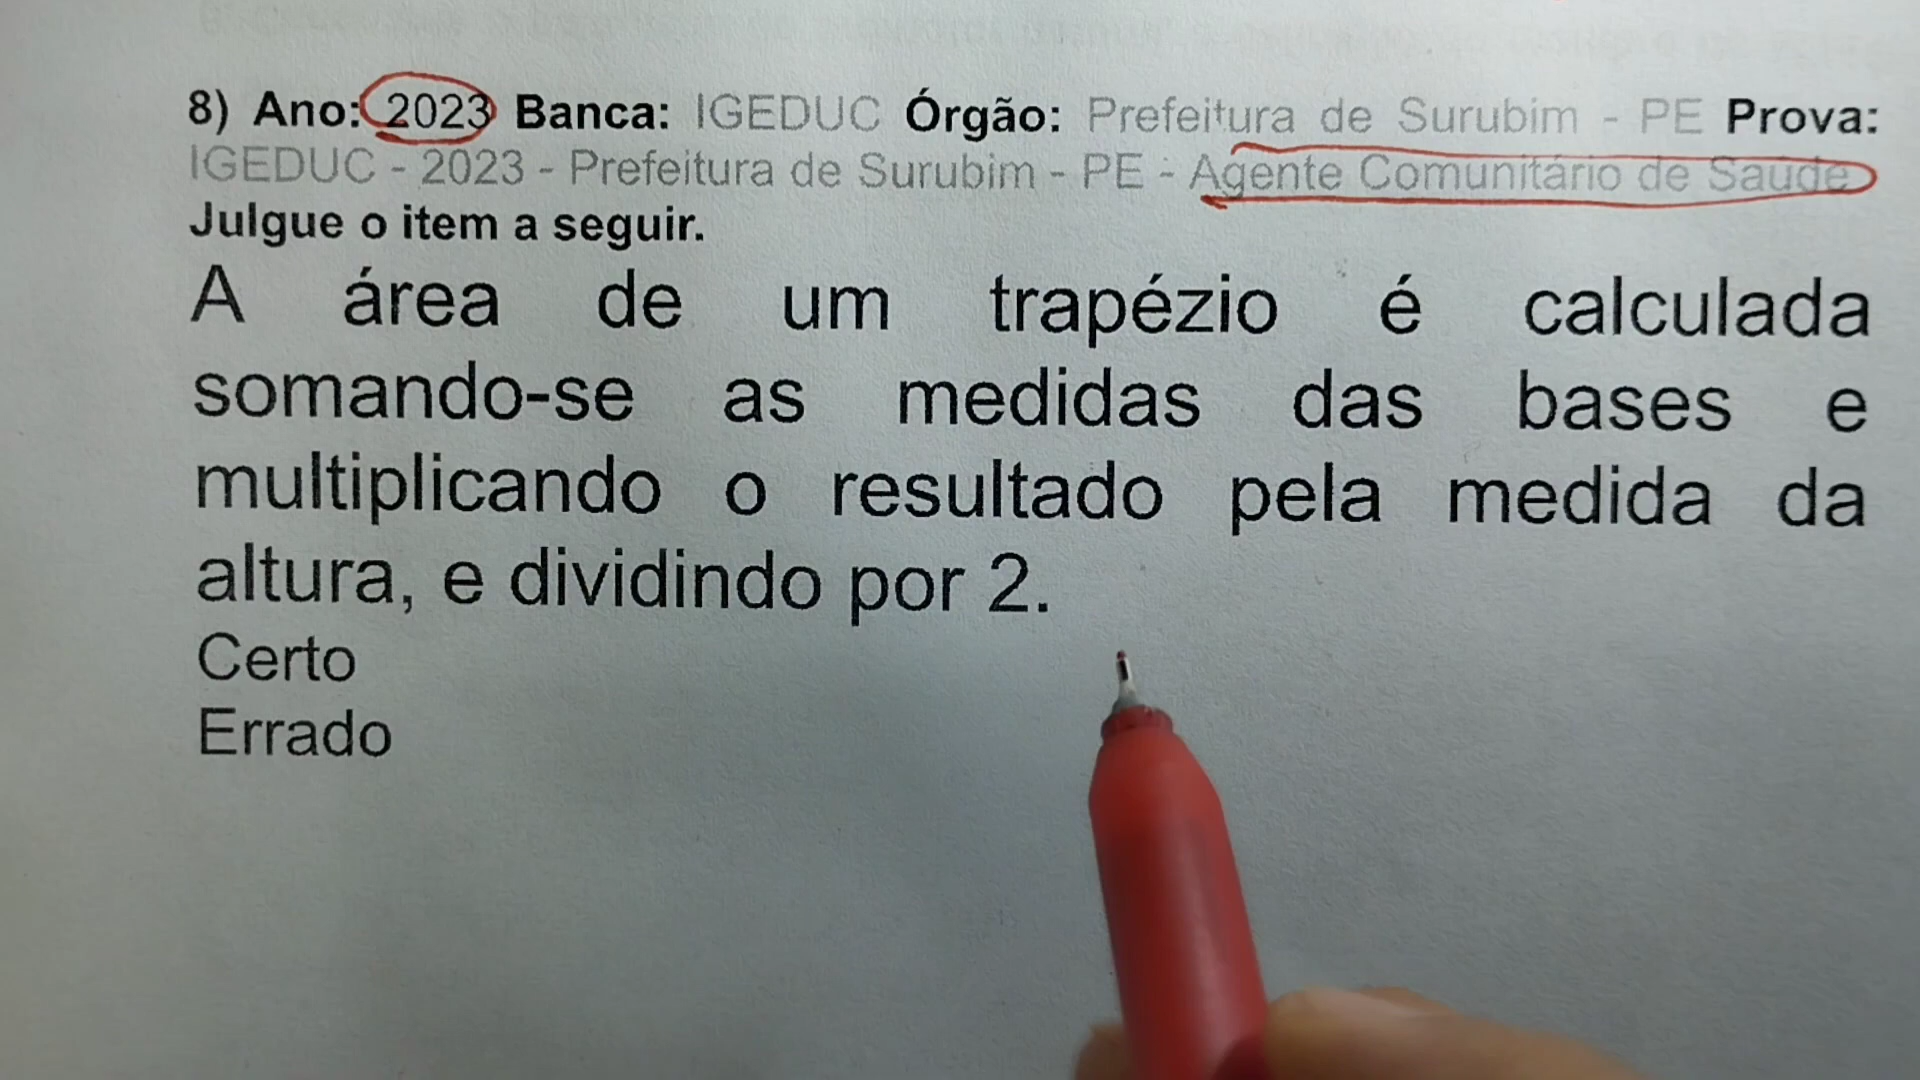 8) Ano: 2023 Banca: IGEDUC Órgão: Prefeitura de Surubim - PE Prova:
IGEDUC - 2023 - Prefeitura de Surubim - PE - Agente Comunitário de Saúde
Julgue o item a seguir.
A área de um trapézio é calculada
somando-se as medidas das bases e
multiplicando o resultado pela medida da
altura, e dividindo por 2.
Certo
Errado